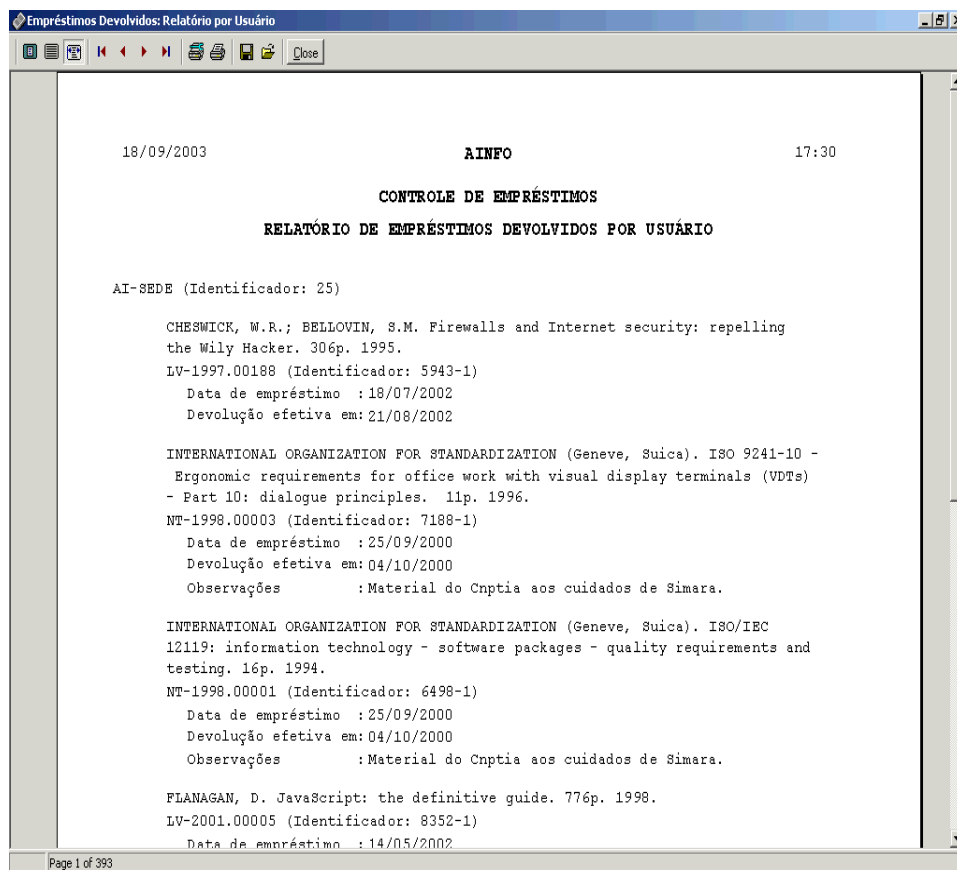 Empréstimos Devolvidos: Relatório por Usuário
Close
18/09/2003 AINFO 17:30
CONTROLE DE EMPRÉSTIMOS
RELATÓRIO DE EMPRÉSTIMOS DEVOLVIDOS POR USUÁRIO
AI-SEDE (Identificador: 25)
CHESWICK, W.R.; BELLOVIN, S.M. Firewalls and Internet security: repelling
the Wily Hacker. 306p. 1995.
LV-1997.00188 (Identificador: 5943-1)
Data de empréstimo : 18/07/2002
Devolução efetiva em: 21/08/2002
INTERNATIONAL ORGANIZATION FOR STANDARDIZATION (Geneve, Suica). ISO 9241-10 -
Ergonomic requirements for office work with visual display terminals (VDTs)
- Part 10: dialogue principles. 11p. 1996.
NT-1998.00003 (Identificador: 7188-1)
Data de empréstimo : 25/09/2000
Devolução efetiva em: 04/10/2000
Observações : Material do Cnptia aos cuidados de Simara.
INTERNATIONAL ORGANIZATION FOR STANDARDIZATION (Geneve, Suica). ISO/IEC
12119: information technology - software packages - quality requirements and
testing. 16p. 1994.
NT-1998.00001 (Identificador: 6498-1)
Data de empréstimo : 25/09/2000
Devolução efetiva em: 04/10/2000
Observações : Material do Cnptia aos cuidados de Simara.
FLANAGAN, D. JavaScript: the definitive guide. 776p. 1998.
LV-2001.00005 (Identificador: 8352-1)
Data de empréstimo : 14/05/2002
Page 1 of 393